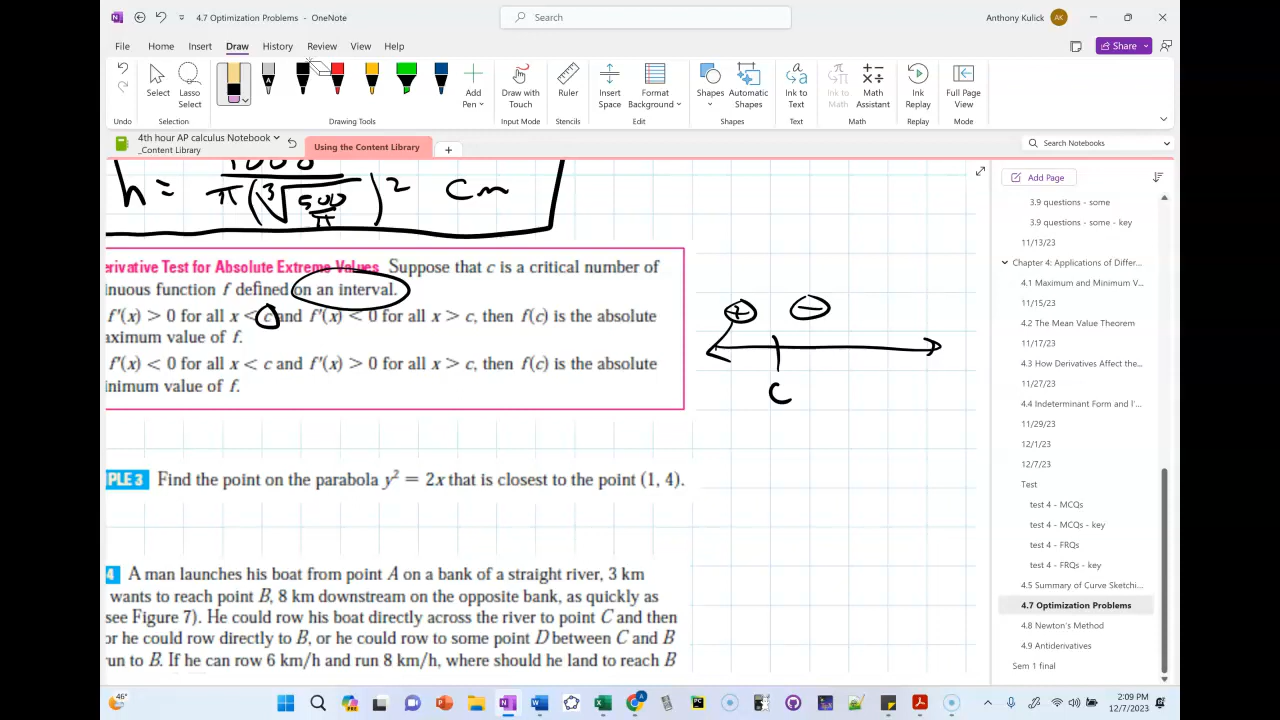 4.7 Optimization Problems - OneNote
Search
Anthony Kulick
AK
File Home Insert Draw History Review View Help
Share
Select
Lasso Select
Add Pen
Draw with Touch
Ruler
Insert Space
Format Background
Shapes
Automatic Shapes
Ink to Text
Ink to Math
Math Assistant
Ink Replay
Full Page View
Undo
Selection
Drawing Tools
Input Mode
Stencils
Edit
Shapes
Text
Math
Replay
Mode
4th hour AP calculus Notebook
_Content Library
Using the Content Library
+
Search Notebooks
h = 1000 / π(∛(500/π))² cm
erivative Test for Absolute Extreme Values Suppose that c is a critical number of
nuous function f defined on an interval.
f'(x) > 0 for all x < c and f'(x) < 0 for all x > c, then f(c) is the absolute
aximum value of f.
f'(x) < 0 for all x < c and f'(x) > 0 for all x > c, then f(c) is the absolute
inimum value of f.
+ −
c
PLE 3 Find the point on the parabola y² = 2x that is closest to the point (1, 4).
4 A man launches his boat from point A on a bank of a straight river, 3 km
wants to reach point B, 8 km downstream on the opposite bank, as quickly as
see Figure 7). He could row his boat directly across the river to point C and then
or he could row directly to B, or he could row to some point D between C and B
run to B. If he can row 6 km/h and run 8 km/h, where should he land to reach B
Add Page
3.9 questions - some
3.9 questions - some - key
11/13/23
Chapter 4: Applications of Differ...
4.1 Maximum and Minimum V...
11/15/23
4.2 The Mean Value Theorem
11/17/23
4.3 How Derivatives Affect the...
11/27/23
4.4 Indeterminant Form and l'...
11/29/23
12/1/23
12/7/23
Test
test 4 - MCQs
test 4 - MCQs - key
test 4 - FRQs
test 4 - FRQs - key
4.5 Summary of Curve Sketchi...
4.7 Optimization Problems
4.8 Newton's Method
4.9 Antiderivatives
Sem 1 final
46°
2:09 PM
12/7/2023